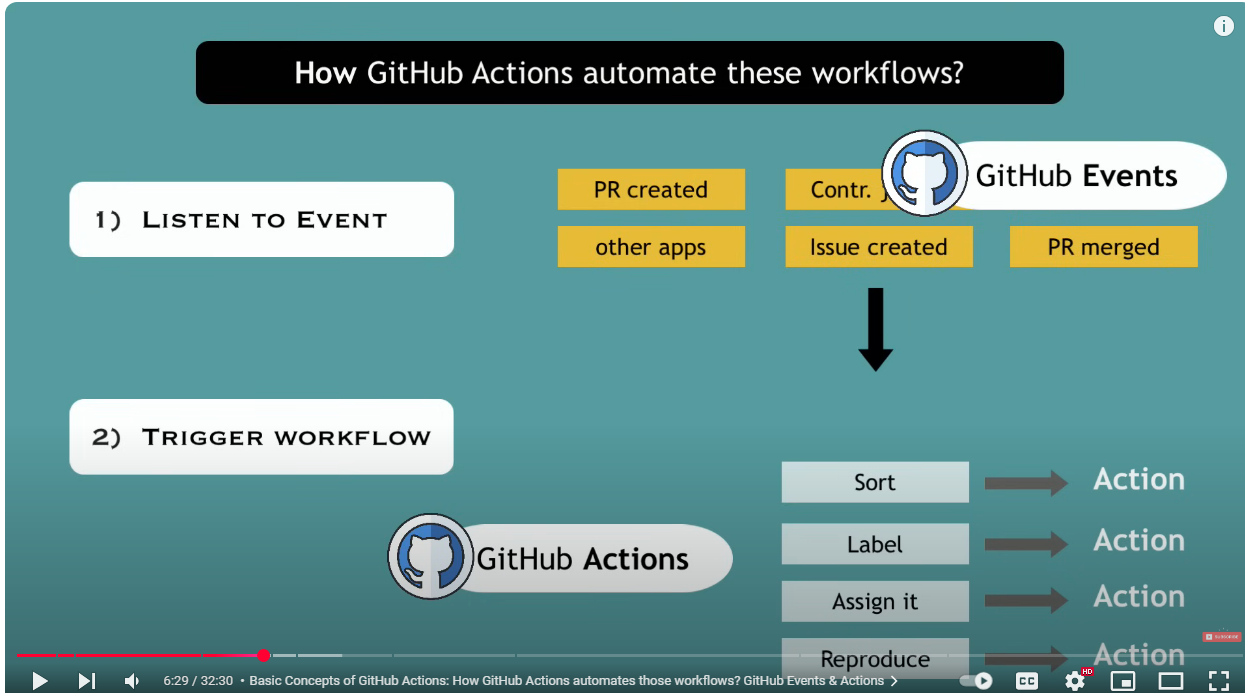 How GitHub Actions automate these workflows?
GitHub Events
1) LISTEN TO EVENT
PR created
Contr.
other apps
Issue created
PR merged
2) TRIGGER WORKFLOW
GitHub Actions
Sort
Action
Label
Action
Assign it
Action
Reproduce
Action
SUBSCRIBE
6:29 / 32:30 • Basic Concepts of GitHub Actions: How GitHub Actions automates those workflows? GitHub Events & Actions
CC
HD